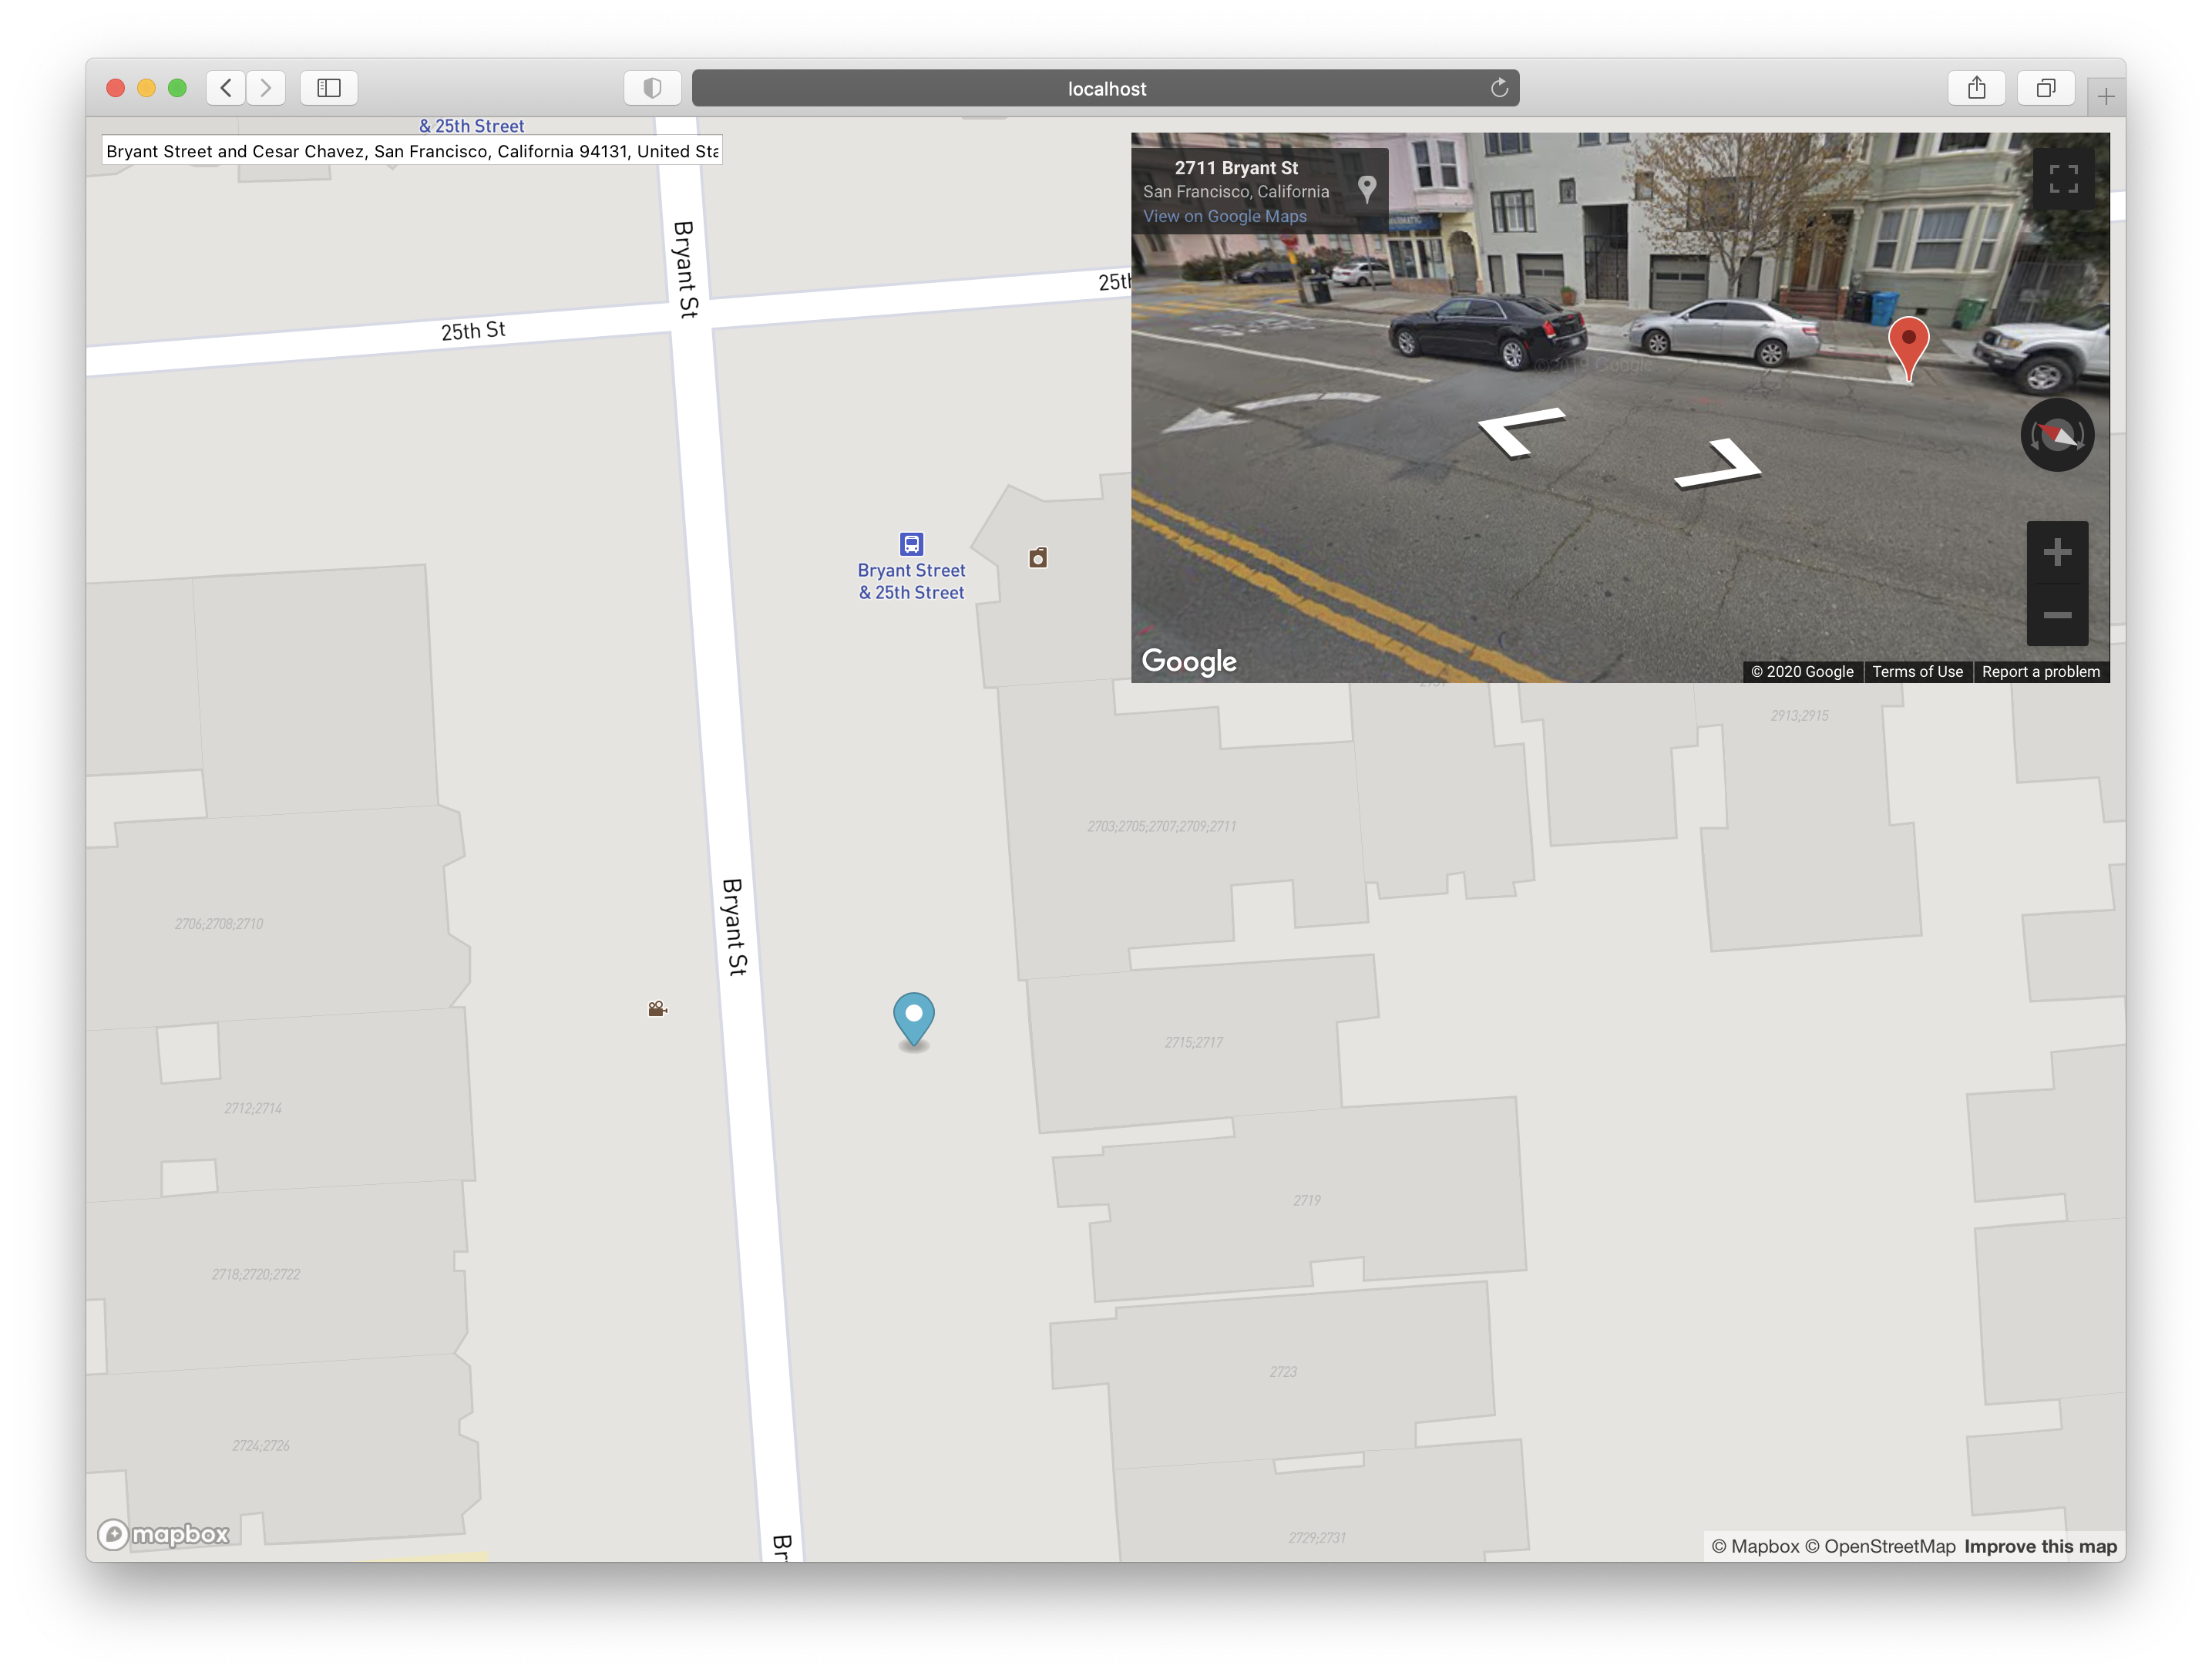 localhost
& 25th Street
Bryant Street and Cesar Chavez, San Francisco, California 94131, United Sta
2711 Bryant St
San Francisco, California
View on Google Maps
Bryant St
25th St
25th
© Google
Bryant Street
& 25th Street
Google
© 2020 Google
Terms of Use
Report a problem
2913;2915
2703;2705;2707;2709;2711
2706;2708;2710
Bryant St
2715;2717
2712;2714
2719
2718;2720;2722
2723
2724;2726
mapbox
Br
2729;2731
© Mapbox © OpenStreetMap Improve this map